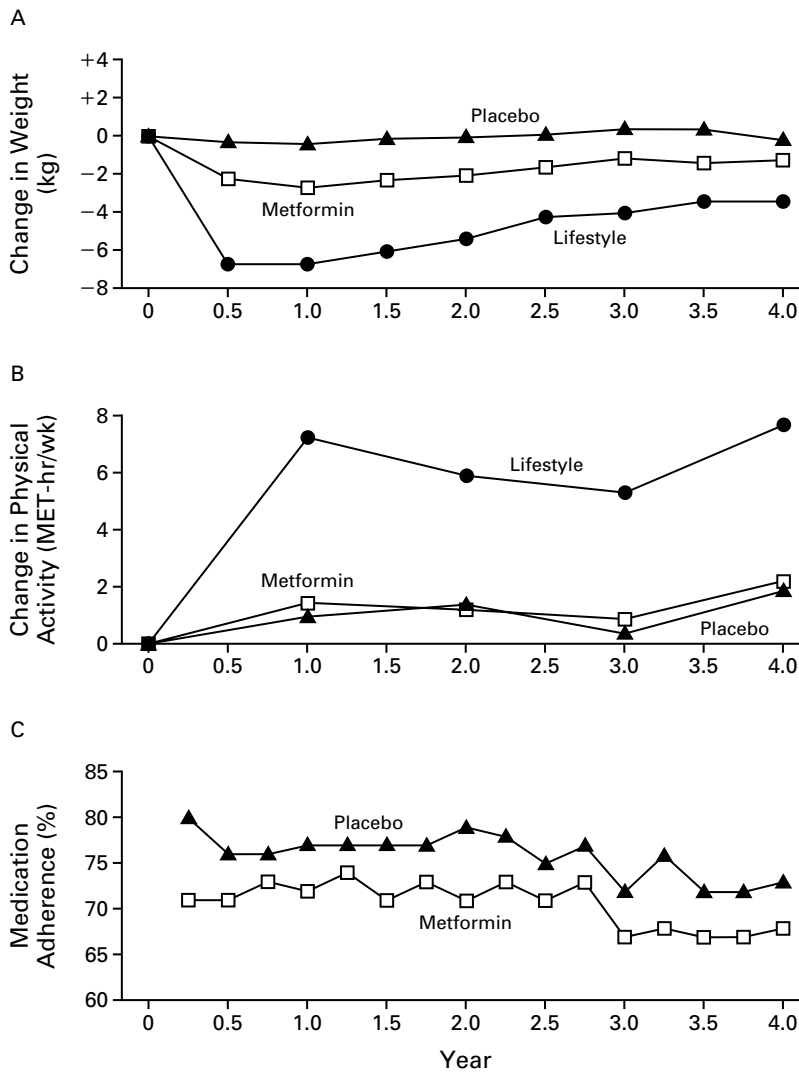 A
Change in Weight
(kg)
+4
+2
0
−2
−4
−6
−8
Placebo
Metformin
Lifestyle
0 0.5 1.0 1.5 2.0 2.5 3.0 3.5 4.0
B
Change in Physical
Activity (MET-hr/wk)
8
6
4
2
0
Lifestyle
Metformin
Placebo
0 0.5 1.0 1.5 2.0 2.5 3.0 3.5 4.0
C
Medication
Adherence (%)
85
80
75
70
65
60
Placebo
Metformin
0 0.5 1.0 1.5 2.0 2.5 3.0 3.5 4.0
Year